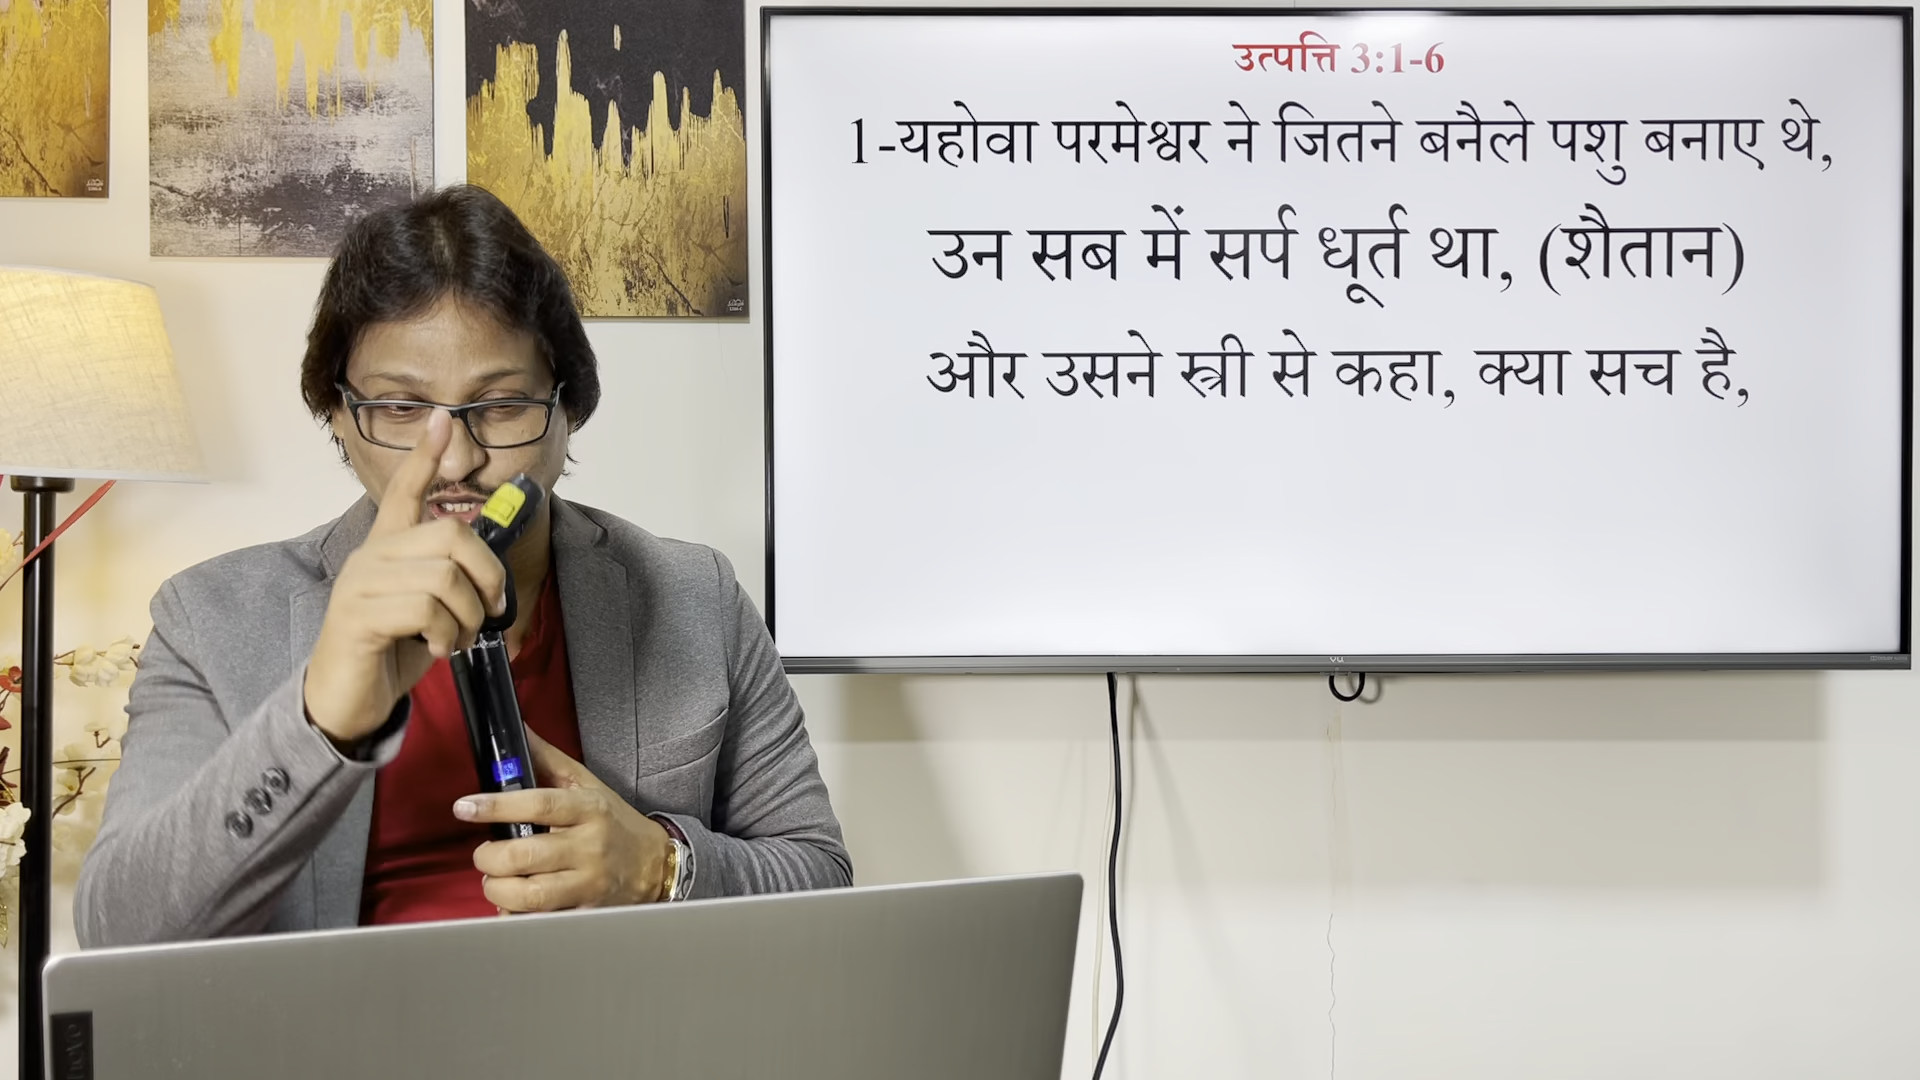 उत्पत्ति 3:1-6
1-यहोवा परमेश्वर ने जितने बनैले पशु बनाए थे,
उन सब में सर्प धूर्त था, (शैतान)
और उसने स्त्री से कहा, क्या सच है,
vu